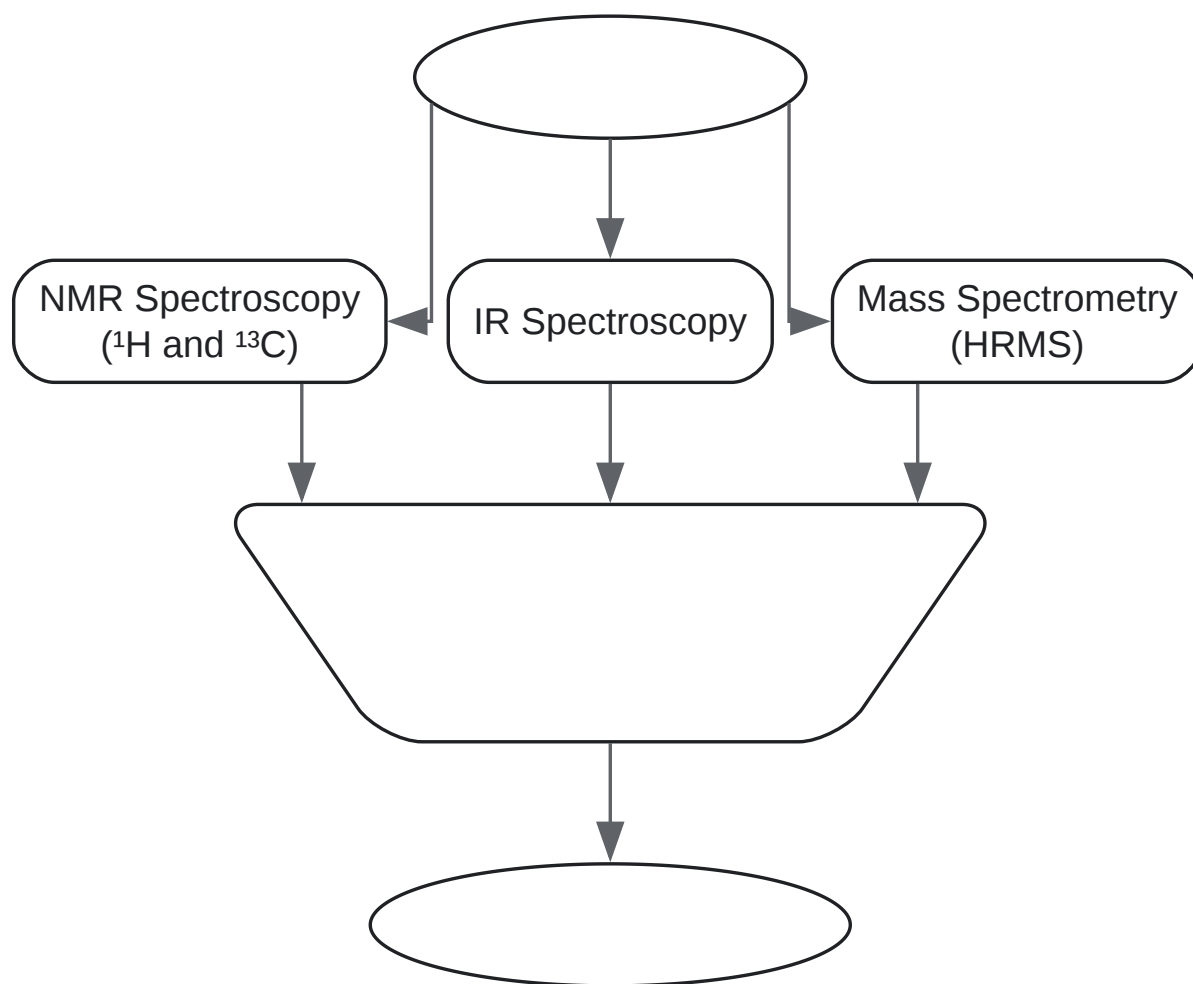 NMR Spectroscopy
(¹H and ¹³C)
IR Spectroscopy
Mass Spectrometry
(HRMS)